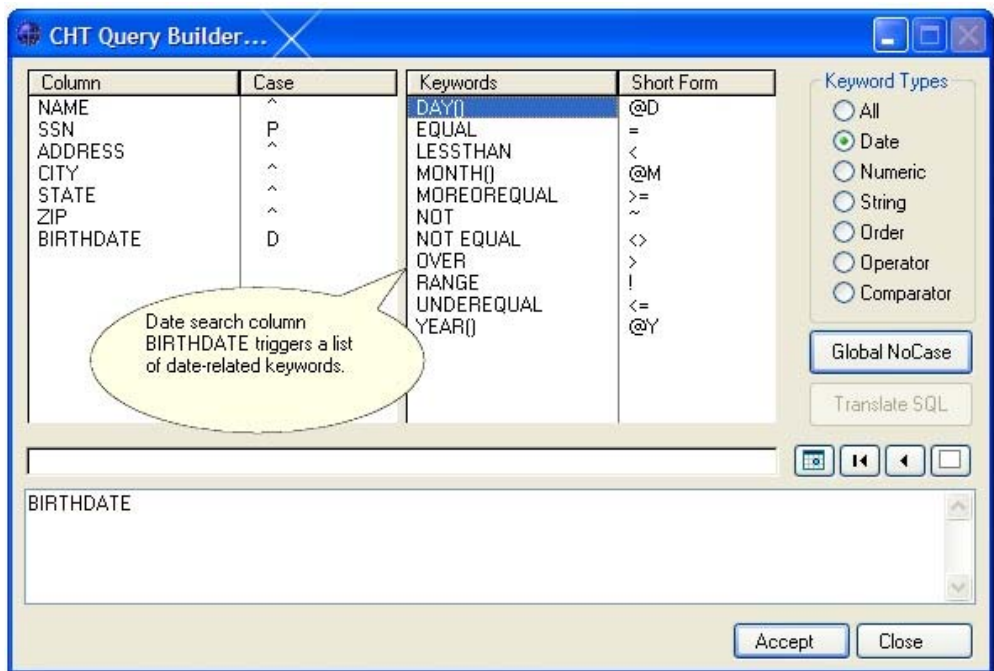 CHT Query Builder...
Column Case Keywords Short Form Keyword Types
NAME ^ DAY() @D All
SSN P EQUAL = Date
ADDRESS ^ LESSTHAN < Numeric
CITY ^ MONTH() @M String
STATE ^ MOREOREQUAL >= Order
ZIP ^ NOT ~ Operator
BIRTHDATE D NOT EQUAL <> Comparator
OVER >
RANGE !
UNDEREQUAL <=
YEAR() @Y
Date search column
BIRTHDATE triggers a list
of date-related keywords.
Global NoCase
Translate SQL
BIRTHDATE
Accept Close